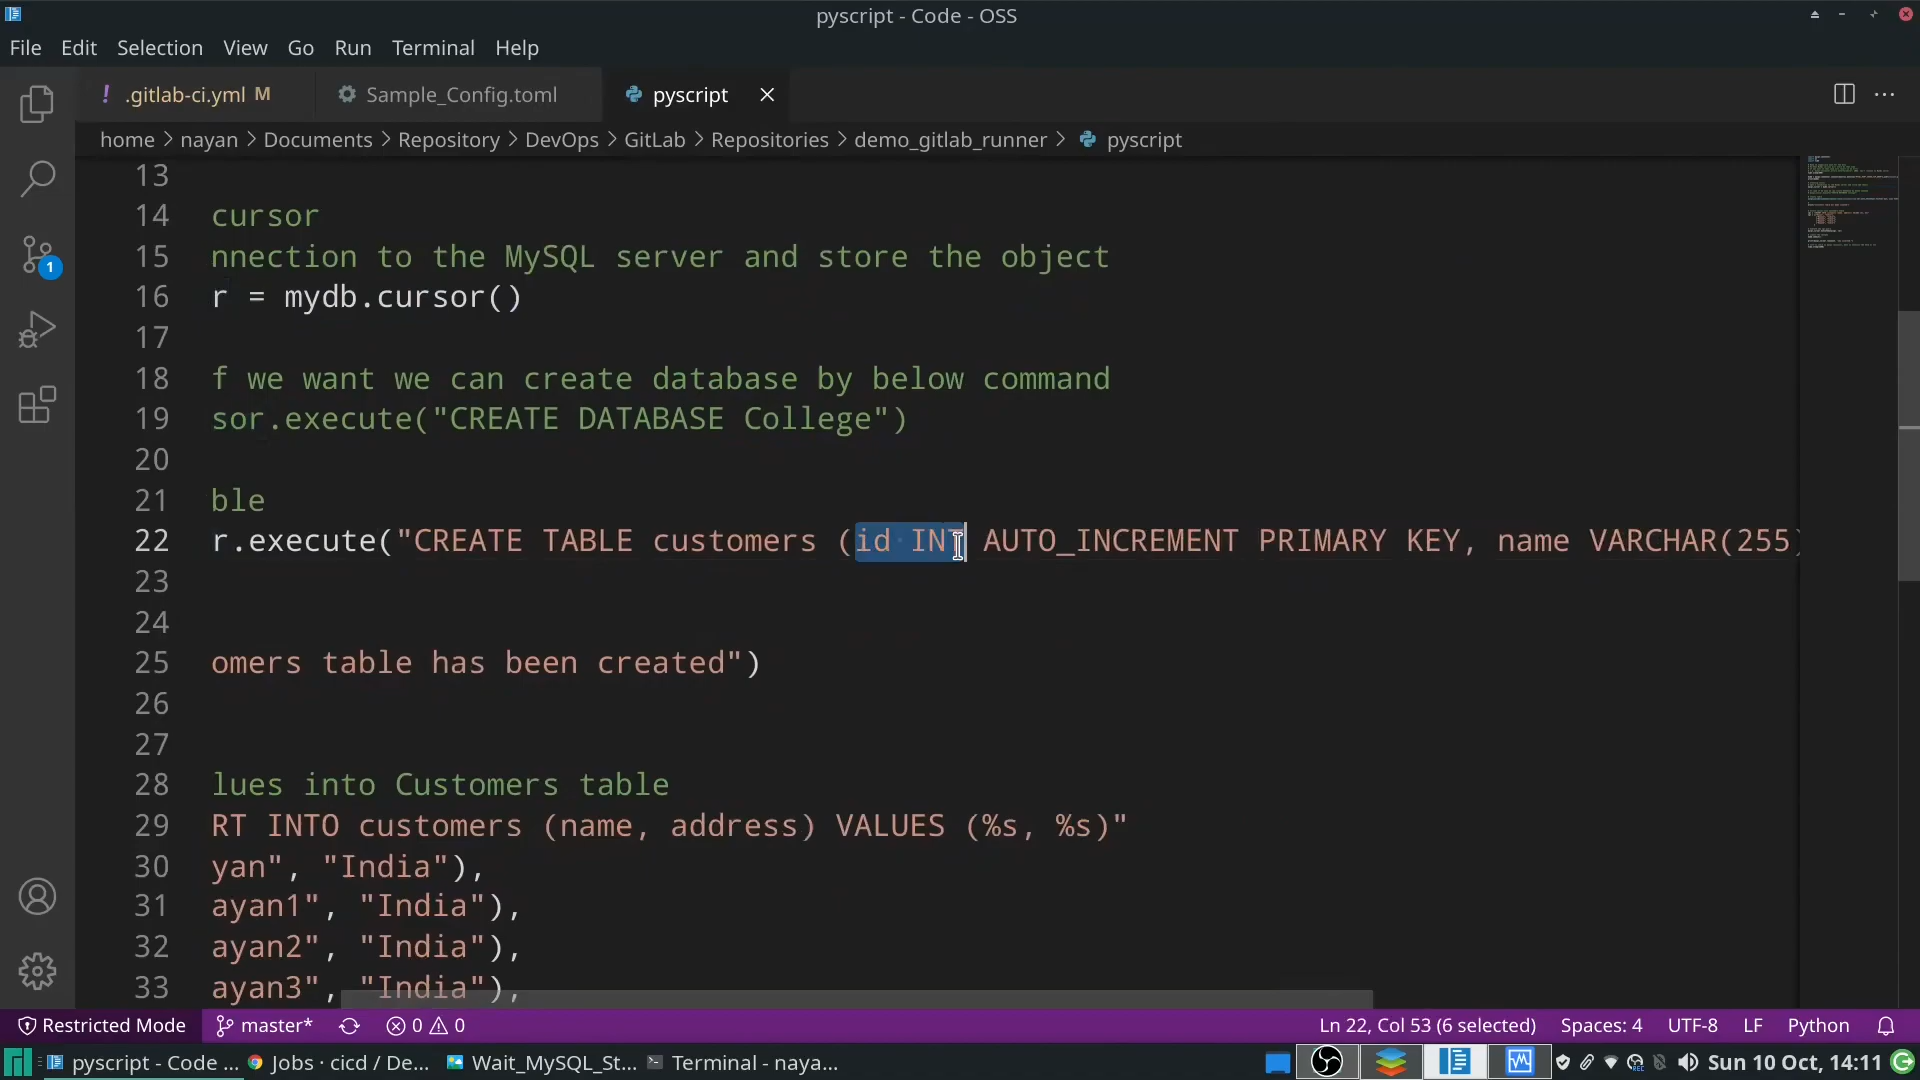 pyscript - Code - OSS
File Edit Selection View Go Run Terminal Help
! .gitlab-ci.yml M Sample_Config.toml pyscript
home > nayan > Documents > Repository > DevOps > GitLab > Repositories > demo_gitlab_runner > pyscript
13
14 cursor
15 nnection to the MySQL server and store the object
16 r = mydb.cursor()
17
18 f we want we can create database by below command
19 sor.execute("CREATE DATABASE College")
20
21 ble
22 r.execute("CREATE TABLE customers (id INT AUTO_INCREMENT PRIMARY KEY, name VARCHAR(255)
23
24
25 omers table has been created")
26
27
28 lues into Customers table
29 RT INTO customers (name, address) VALUES (%s, %s)"
30 yan", "India"),
31 ayan1", "India"),
32 ayan2", "India"),
33 ayan3", "India"),
1
Restricted Mode master* 0 0 Ln 22, Col 53 (6 selected) Spaces: 4 UTF-8 LF Python
pyscript - Code ... Jobs · cicd / De... Wait_MySQL_St... Terminal - naya... Sun 10 Oct, 14:11